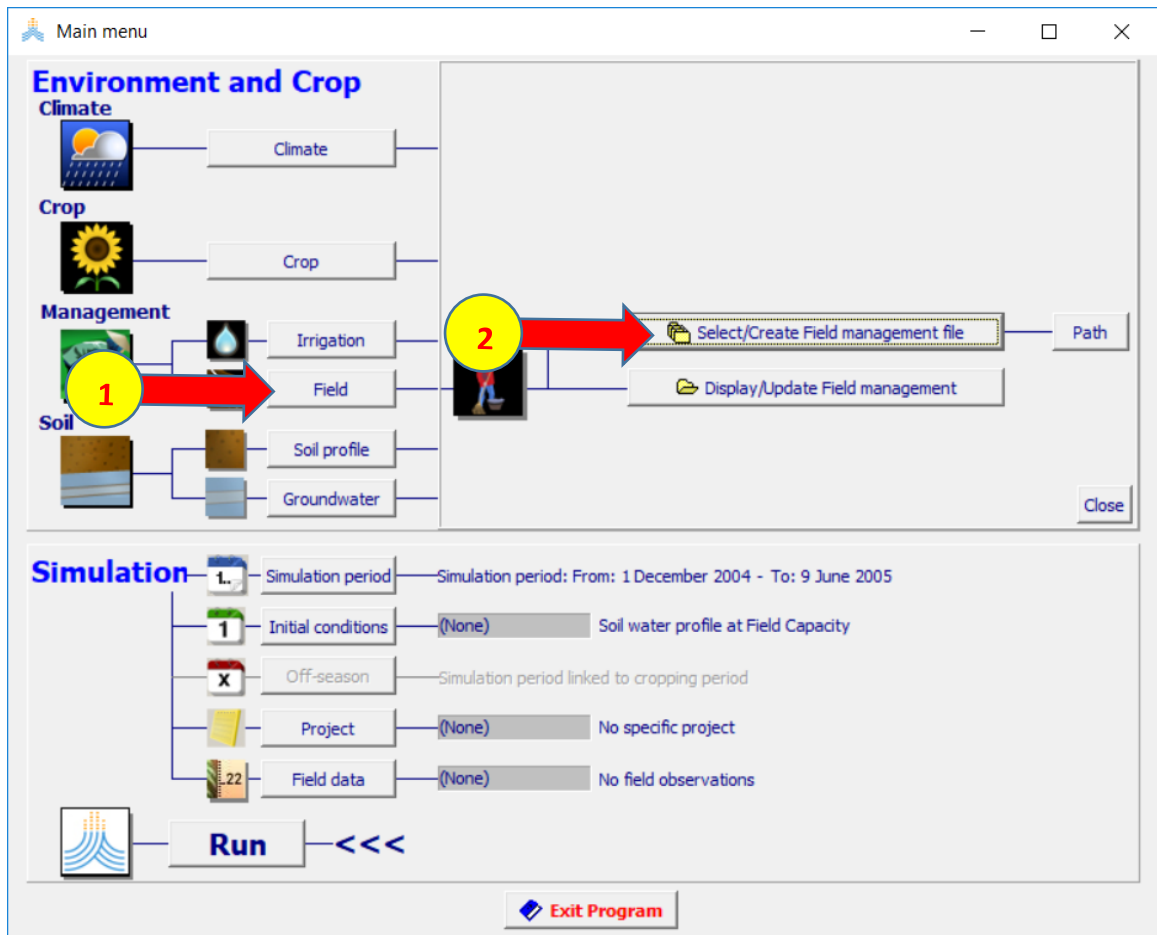 Main menu
Environment and Crop
Climate
Climate
Crop
Crop
Management
Irrigation
2
Select/Create Field management file
Path
1
Field
Display/Update Field management
Soil
Soil profile
Groundwater
Close
Simulation
1..
Simulation period
Simulation period: From: 1 December 2004 - To: 9 June 2005
1
Initial conditions
(None)
Soil water profile at Field Capacity
X
Off-season
Simulation period linked to cropping period
Project
(None)
No specific project
.22
Field data
(None)
No field observations
Run
<<<
Exit Program